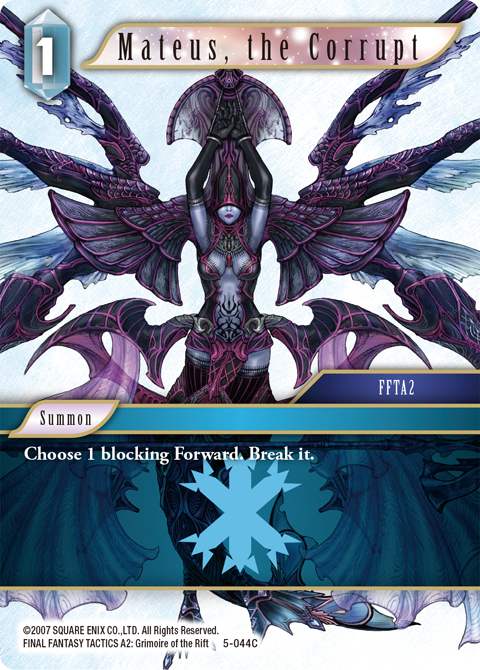 1
Mateus, the Corrupt
FFTA2
Summon
Choose 1 blocking Forward. Break it.
©2007 SQUARE ENIX CO.,LTD. All Rights Reserved.
FINAL FANTASY TACTICS A2: Grimoire of the Rift 5-044C